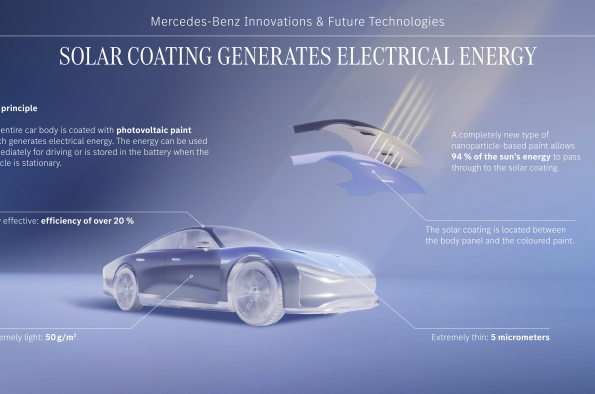 Mercedes-Benz Innovations & Future Technologies
SOLAR COATING GENERATES ELECTRICAL ENERGY
principle
entire car body is coated with photovoltaic paint
generates electrical energy. The energy can be used
for driving or is stored in the battery when the
is stationary.
A completely new type of
nanoparticle-based paint allows
94 % of the sun's energy to pass
through to the solar coating.
effective: efficiency of over 20 %
The solar coating is located between
the body panel and the coloured paint.
light: 50 g/m²
Extremely thin: 5 micrometers